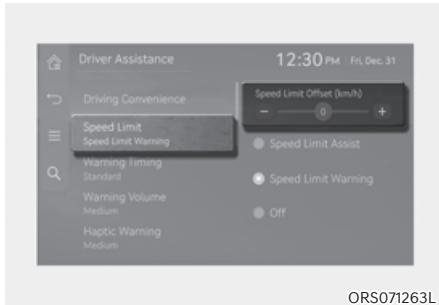 Driver Assistance
12:30 PM Fri, Dec. 31
Driving Convenience
Speed Limit
Speed Limit Warning
Warning Timing
Standard
Warning Volume
Medium
Haptic Warning
Medium
Speed Limit Offset (km/h)
− 0 +
Speed Limit Assist
Speed Limit Warning
Off
ORS071263L